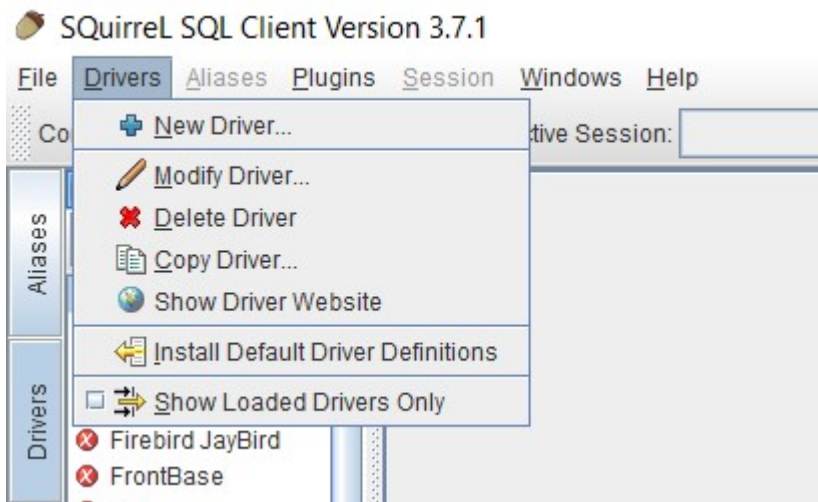 SQuirreL SQL Client Version 3.7.1
File Drivers Aliases Plugins Session Windows Help
New Driver...
Active Session:
Modify Driver...
Delete Driver
Copy Driver...
Show Driver Website
Install Default Driver Definitions
Show Loaded Drivers Only
Aliases
Drivers
Firebird JayBird
FrontBase